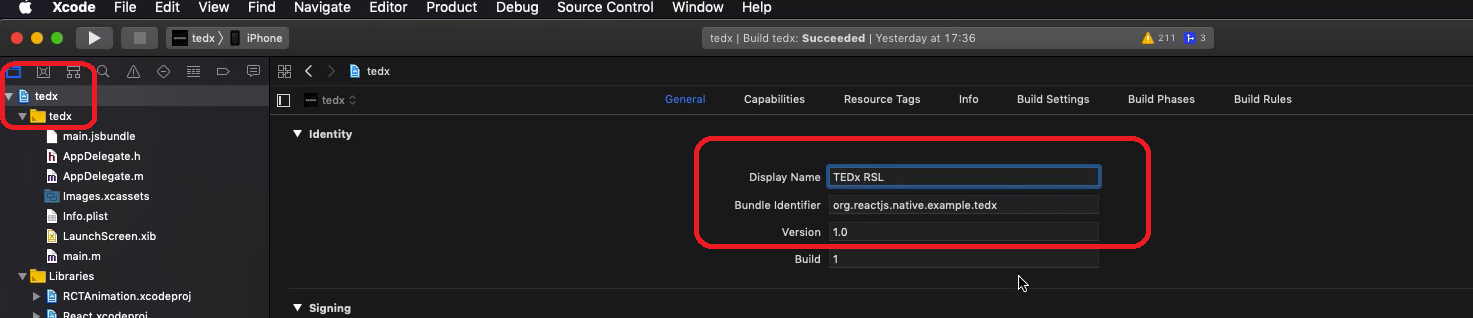 Xcode File Edit View Find Navigate Editor Product Debug Source Control Window Help
tedx iPhone tedx | Build tedx: Succeeded | Yesterday at 17:36 211 3
tedx
tedx
tedx General Capabilities Resource Tags Info Build Settings Build Phases Build Rules
tedx
main.jsbundle
AppDelegate.h
AppDelegate.m
Images.xcassets
Info.plist
LaunchScreen.xib
main.m
Libraries
RCTAnimation.xcodeproj
React.xcodeproj
Identity
Display Name TEDx RSL
Bundle Identifier org.reactjs.native.example.tedx
Version 1.0
Build 1
Signing